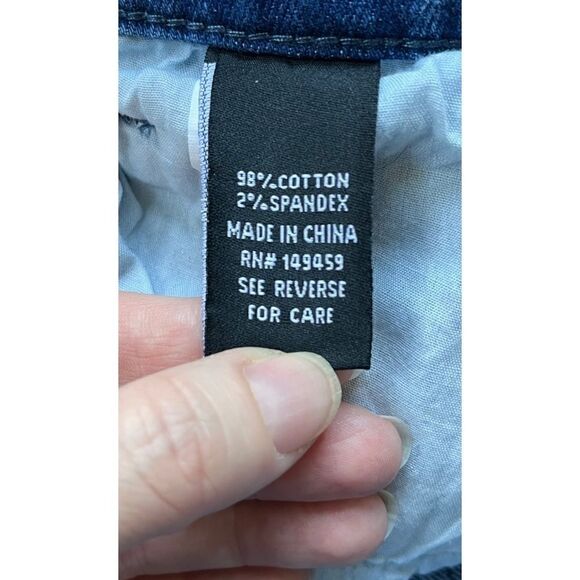 98%COTTON
2%SPANDEX
MADE IN CHINA
RN# 149459
SEE REVERSE
FOR CARE